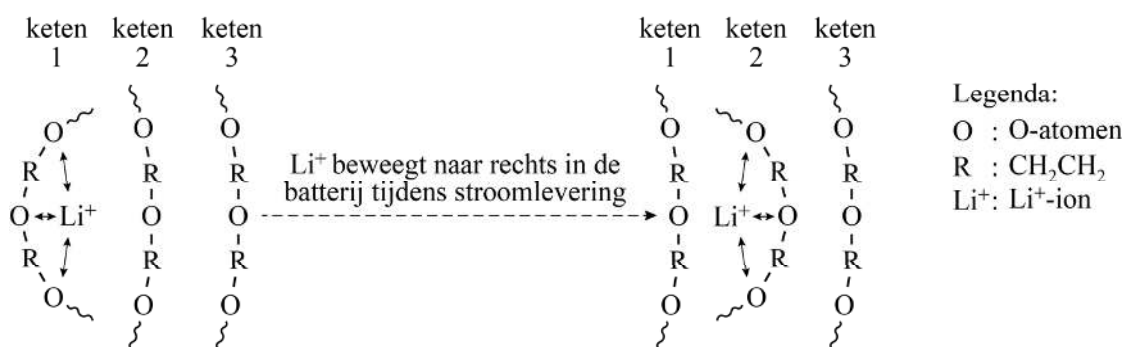 keten keten keten
1 2 3
O O O
R R R
O Li⁺ O O
R R R
O O O
Li⁺ beweegt naar rechts in de
batterij tijdens stroomlevering
keten keten keten
1 2 3
O O O
R R R
O Li⁺ O O
R R R
O O O
Legenda:
O : O-atomen
R : CH₂CH₂
Li⁺: Li⁺-ion